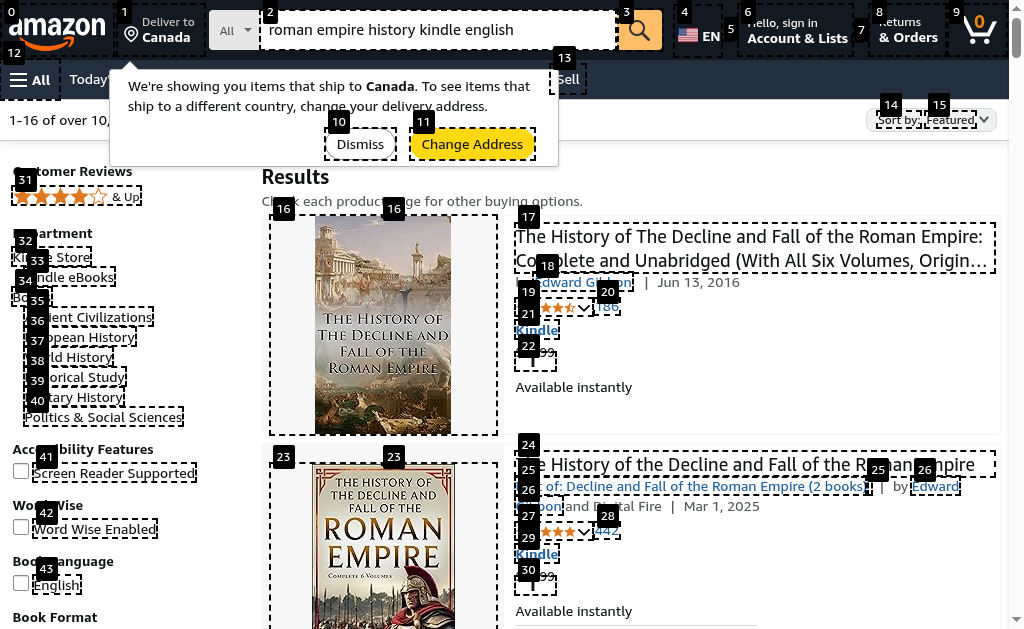 0 1 2 3 4 5 6 7 8 9
amazon
Deliver to
Canada
All
roman empire history kindle english
EN
Hello, sign in
Account & Lists
Returns
& Orders
0
12
13
All
Today'
Sell
We're showing you items that ship to Canada. To see items that
ship to a different country, change your delivery address.
10 11
Dismiss
Change Address
14 15
1-16 of over 10,
Sort by: Featured
31
Customer Reviews
& Up
Department
32
Kindle Store
33
Kindle eBooks
34
35
Ancient Civilizations
36
European History
37
World History
38
Historical Study
39
Military History
40
Politics & Social Sciences
Accessibility Features
41
Screen Reader Supported
Word Wise
42
Word Wise Enabled
Book Language
43
English
Book Format
Results
Check each product page for other buying options.
16 16
THE HISTORY OF
THE DECLINE AND
FALL OF THE
ROMAN EMPIRE
17
The History of The Decline and Fall of the Roman Empire:
Complete and Unabridged (With All Six Volumes, Origin…
18
Edward Gibbon | Jun 13, 2016
19 20
186
21
Kindle
22
99
Available instantly
23 23
THE HISTORY OF
THE DECLINE AND
FALL OF THE
ROMAN
EMPIRE
COMPLETE 6 VOLUMES
24
The History of the Decline and Fall of the Roman Empire
25 25 26
of: Decline and Fall of the Roman Empire (2 books) | by Edward
26
Gibbon and Digital Fire | Mar 1, 2025
27 28
442
29
Kindle
30
99
Available instantly